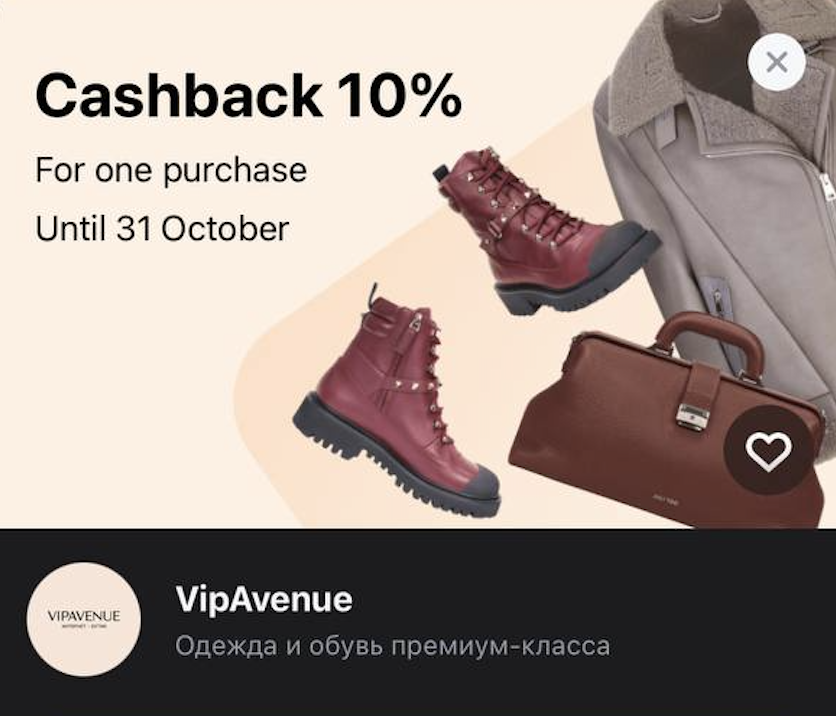 Cashback 10%
For one purchase
Until 31 October
VIPAVENUE
VipAvenue
Одежда и обувь премиум-класса